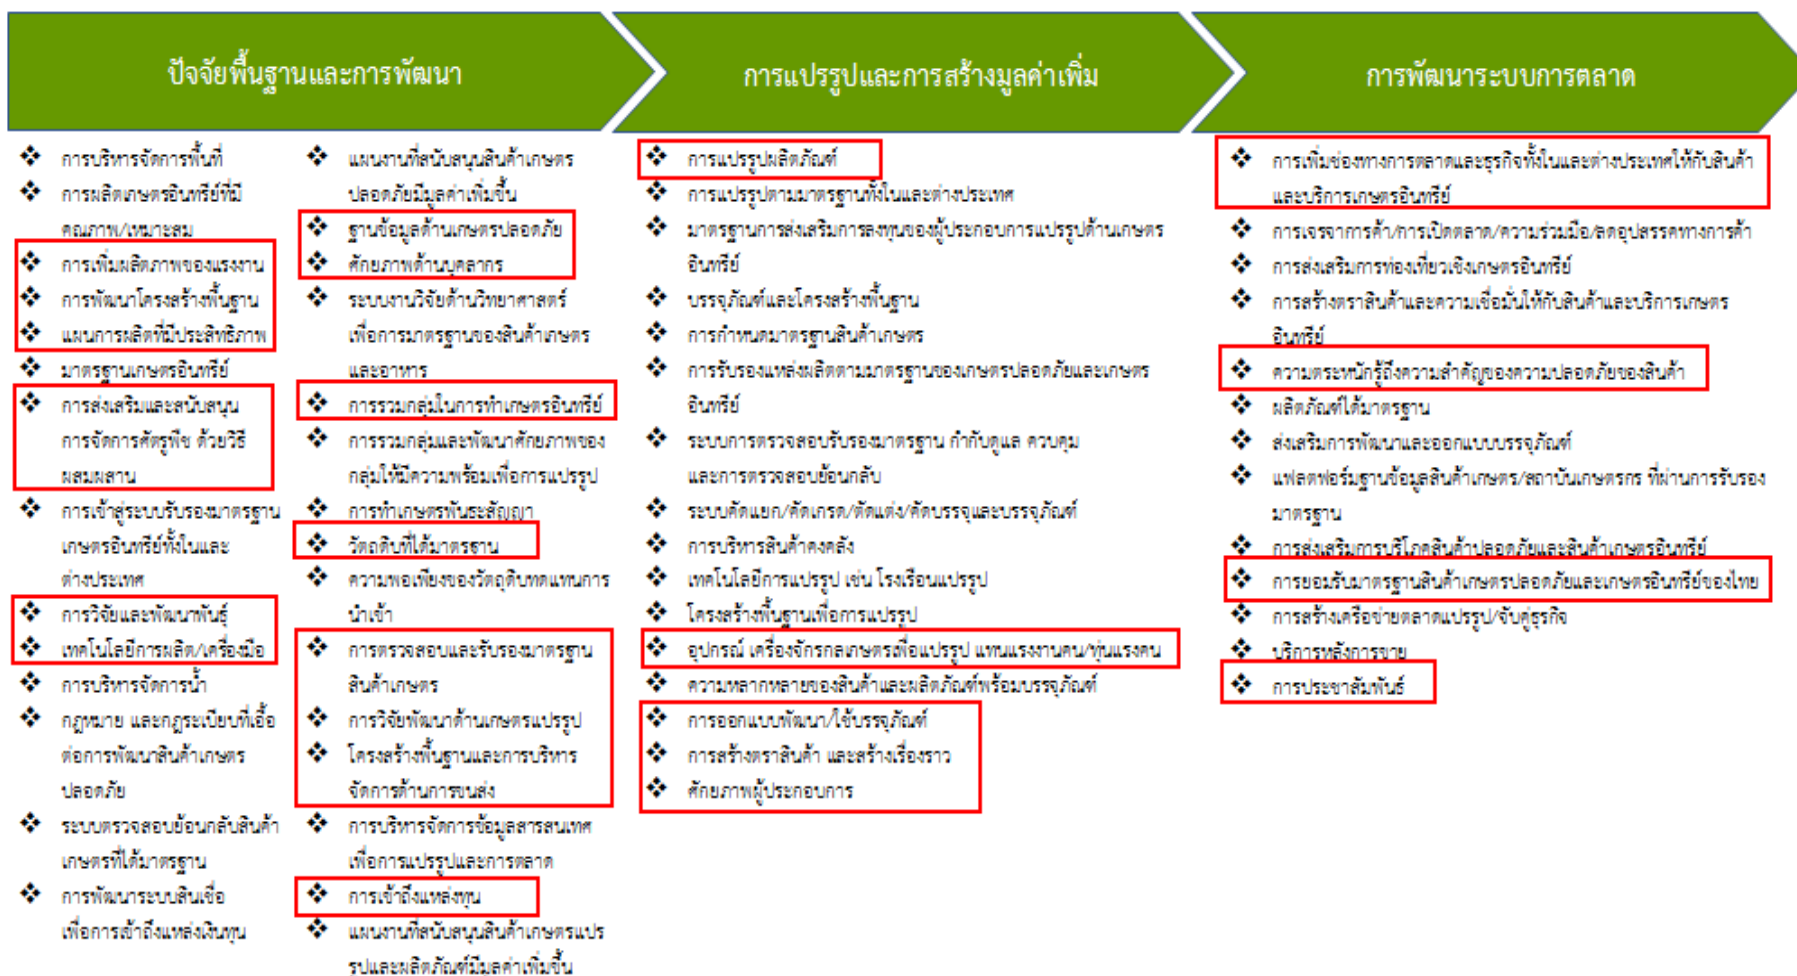 ปัจจัยพื้นฐานและการพัฒนา
การแปรรูปและการสร้างมูลค่าเพิ่ม
การพัฒนาระบบการตลาด
❖ การบริหารจัดการพื้นที่
❖ การผลิตเกษตรอินทรีย์ที่มี
คุณภาพ/เหมาะสม
❖ การเพิ่มผลิตภาพของแรงงาน
❖ การพัฒนาโครงสร้างพื้นฐาน
❖ แผนการผลิตที่มีประสิทธิภาพ
❖ มาตรฐานเกษตรอินทรีย์
❖ การส่งเสริมและสนับสนุน
การจัดการศัตรูพืช ด้วยวิธี
ผสมผสาน
❖ การเข้าสู่ระบบรับรองมาตรฐาน
เกษตรอินทรีย์ทั้งในและ
ต่างประเทศ
❖ การวิจัยและพัฒนาพันธุ์
❖ เทคโนโลยีการผลิต/เครื่องมือ
❖ การบริหารจัดการน้ำ
❖ กฎหมาย และกฎระเบียบที่เอื้อ
ต่อการพัฒนาสินค้าเกษตร
ปลอดภัย
❖ ระบบตรวจสอบย้อนกลับสินค้า
เกษตรที่ได้มาตรฐาน
❖ การพัฒนาระบบสินเชื่อ
เพื่อการเข้าถึงแหล่งเงินทุน
❖ แผนงานที่สนับสนุนสินค้าเกษตร
ปลอดภัยมีมูลค่าเพิ่มขึ้น
❖ ฐานข้อมูลด้านเกษตรปลอดภัย
❖ ศักยภาพด้านบุคลากร
❖ ระบบงานวิจัยด้านวิทยาศาสตร์
เพื่อการมาตรฐานของสินค้าเกษตร
และอาหาร
❖ การรวมกลุ่มในการทำเกษตรอินทรีย์
❖ การรวมกลุ่มและพัฒนาศักยภาพของ
กลุ่มให้มีความพร้อมเพื่อการแปรรูป
❖ การทำเกษตรพันธะสัญญา
❖ วัตถุดิบที่ได้มาตรฐาน
❖ ความพอเพียงของวัตถุดิบทดแทนการ
นำเข้า
❖ การตรวจสอบและรับรองมาตรฐาน
สินค้าเกษตร
❖ การวิจัยพัฒนาด้านเกษตรแปรรูป
❖ โครงสร้างพื้นฐานและการบริหาร
จัดการด้านการขนส่ง
❖ การบริหารจัดการข้อมูลสารสนเทศ
เพื่อการแปรรูปและการตลาด
❖ การเข้าถึงแหล่งทุน
❖ แผนงานที่สนับสนุนสินค้าเกษตรแปร
รูปและผลิตภัณฑ์มีมูลค่าเพิ่มขึ้น
❖ การแปรรูปผลิตภัณฑ์
❖ การแปรรูปตามมาตรฐานทั้งในและต่างประเทศ
❖ มาตรฐานการส่งเสริมการลงทุนของผู้ประกอบการแปรรูปด้านเกษตร
อินทรีย์
❖ บรรจุภัณฑ์และโครงสร้างพื้นฐาน
❖ การกำหนดมาตรฐานสินค้าเกษตร
❖ การรับรองแหล่งผลิตตามมาตรฐานของเกษตรปลอดภัยและเกษตร
อินทรีย์
❖ ระบบการตรวจสอบรับรองมาตรฐาน กำกับดูแล ควบคุม
และการตรวจสอบย้อนกลับ
❖ ระบบคัดแยก/คัดเกรด/ตัดแต่ง/คัดบรรจุและบรรจุภัณฑ์
❖ การบริหารสินค้าคงคลัง
❖ เทคโนโลยีการแปรรูป เช่น โรงเรือนแปรรูป
❖ โครงสร้างพื้นฐานเพื่อการแปรรูป
❖ อุปกรณ์ เครื่องจักรกลเกษตรเพื่อแปรรูป แทนแรงงานคน/ทุ่นแรงคน
❖ ความหลากหลายของสินค้าและผลิตภัณฑ์พร้อมบรรจุภัณฑ์
❖ การออกแบบพัฒนา/ใช้บรรจุภัณฑ์
❖ การสร้างตราสินค้า และสร้างเรื่องราว
❖ ศักยภาพผู้ประกอบการ
❖ การเพิ่มช่องทางการตลาดและธุรกิจทั้งในและต่างประเทศให้กับสินค้า
และบริการเกษตรอินทรีย์
❖ การเจรจาการค้า/การเปิดตลาด/ความร่วมมือ/ลดอุปสรรคทางการค้า
❖ การส่งเสริมการท่องเที่ยวเชิงเกษตรอินทรีย์
❖ การสร้างตราสินค้าและความเชื่อมั่นให้กับสินค้าและบริการเกษตร
อินทรีย์
❖ ความตระหนักรู้ถึงความสำคัญของความปลอดภัยของสินค้า
❖ ผลิตภัณฑ์ได้มาตรฐาน
❖ ส่งเสริมการพัฒนาและออกแบบบรรจุภัณฑ์
❖ แฟลตฟอร์มฐานข้อมูลสินค้าเกษตร/สถาบันเกษตรกร ที่ผ่านการรับรอง
มาตรฐาน
❖ การส่งเสริมการบริโภคสินค้าปลอดภัยและสินค้าเกษตรอินทรีย์
❖ การยอมรับมาตรฐานสินค้าเกษตรปลอดภัยและเกษตรอินทรีย์ของไทย
❖ การสร้างเครือข่ายตลาดแปรรูป/จับคู่ธุรกิจ
❖ บริการหลังการขาย
❖ การประชาสัมพันธ์